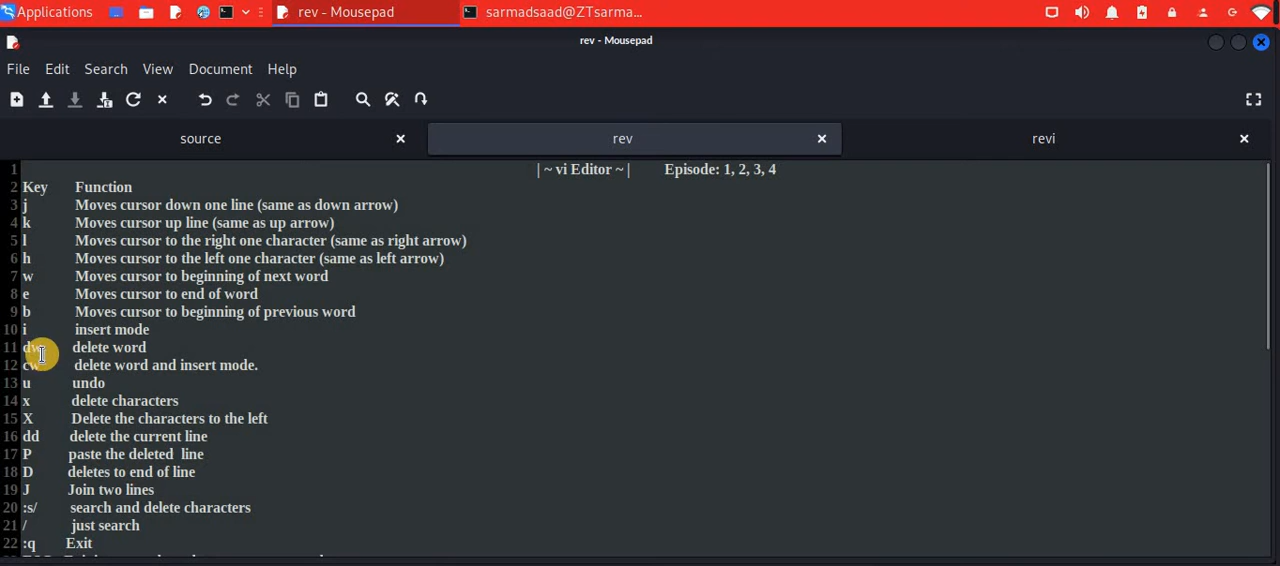 Applications rev - Mousepad sarmadsaad@ZTsarma...
rev - Mousepad
File Edit Search View Document Help
source rev revi
1 | ~ vi Editor ~ | Episode: 1, 2, 3, 4
2 Key Function
3 j Moves cursor down one line (same as down arrow)
4 k Moves cursor up line (same as up arrow)
5 l Moves cursor to the right one character (same as right arrow)
6 h Moves cursor to the left one character (same as left arrow)
7 w Moves cursor to beginning of next word
8 e Moves cursor to end of word
9 b Moves cursor to beginning of previous word
10 i insert mode
11 dw delete word
12 cw delete word and insert mode.
13 u undo
14 x delete characters
15 X Delete the characters to the left
16 dd delete the current line
17 P paste the deleted line
18 D deletes to end of line
19 J Join two lines
20 :s/ search and delete characters
21 / just search
22 :q Exit